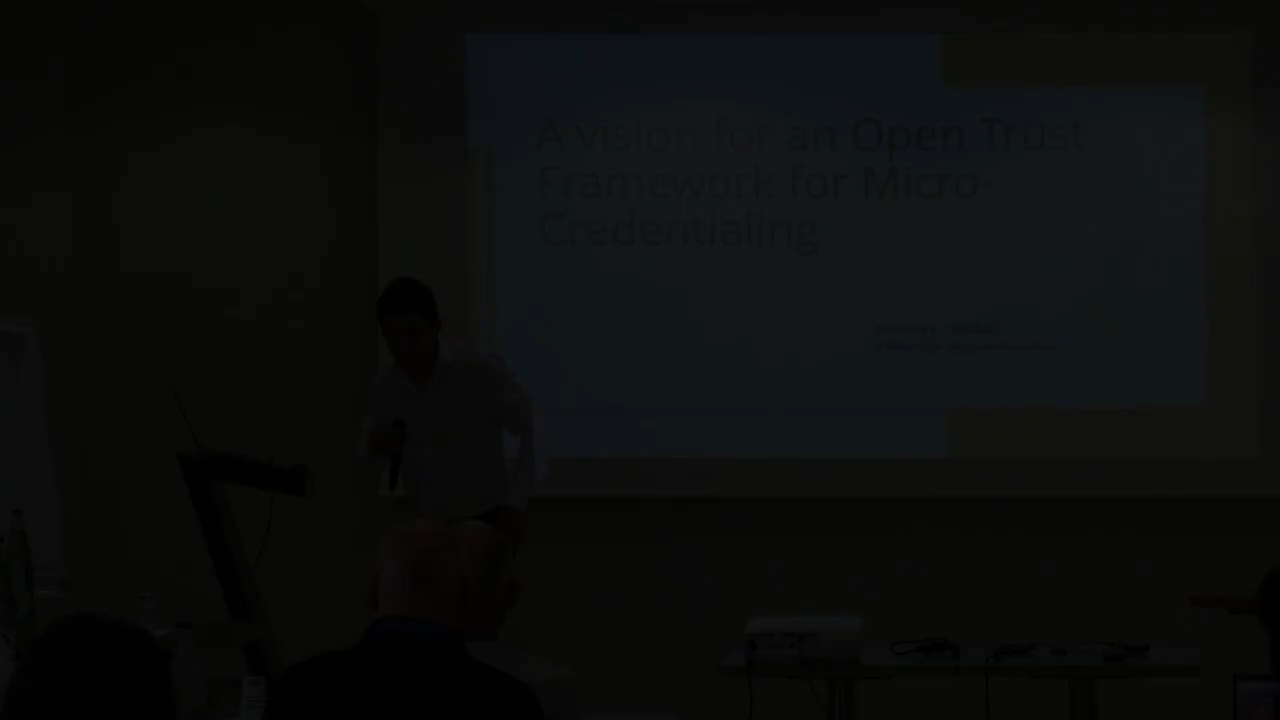 A vision for an Open Trust
Framework for Micro-
Credentialing